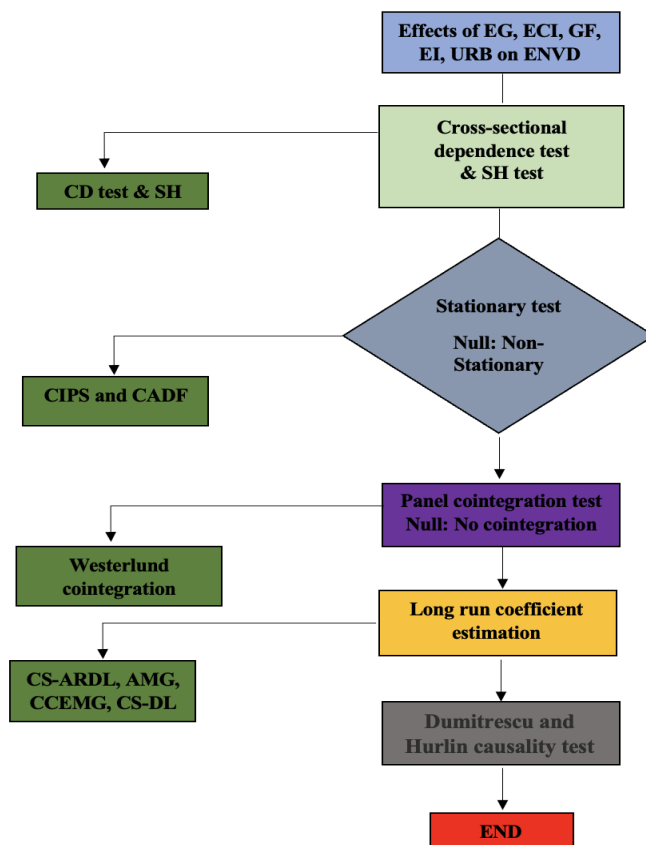 Effects of EG, ECI, GF,
EI, URB on ENVD
Cross-sectional
dependence test
& SH test
CD test & SH
Stationary test
Null: Non-
Stationary
CIPS and CADF
Panel cointegration test
Null: No cointegration
Westerlund
cointegration
Long run coefficient
estimation
CS-ARDL, AMG,
CCEMG, CS-DL
Dumitrescu and
Hurlin causality test
END